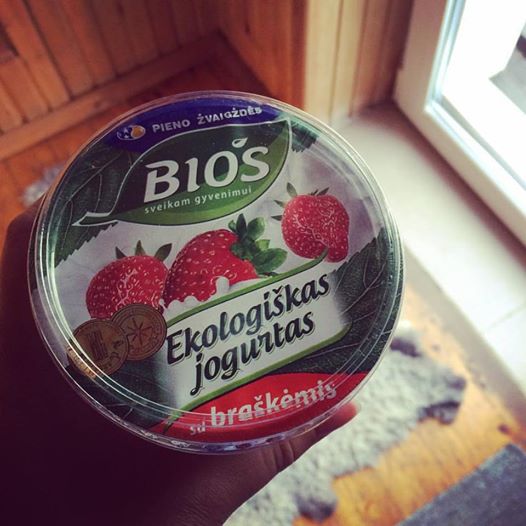 PIENO ŽVAIGŽDĖS
BIOS
sveikam gyvenimui
Ekologiškas
jogurtas
su braškėmis